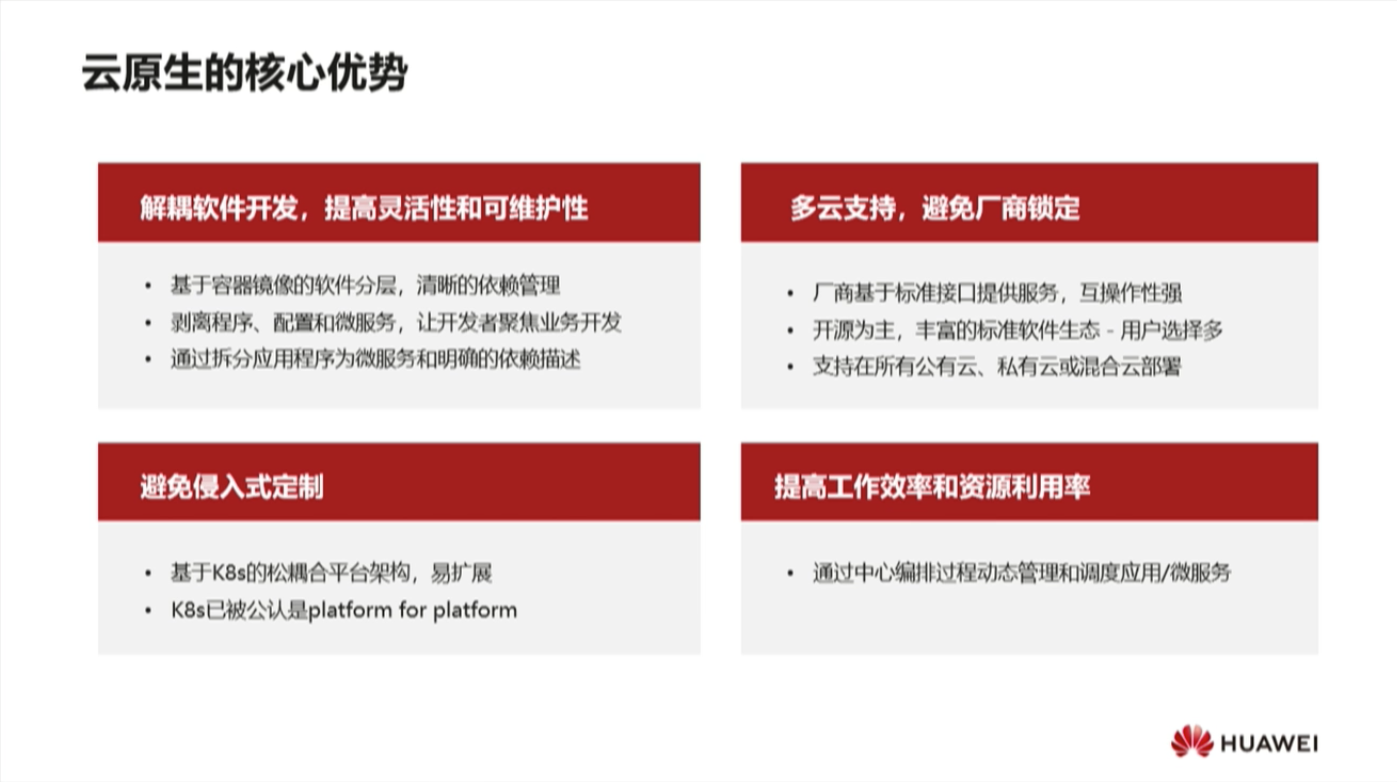 云原生的核心优势
解耦软件开发，提高灵活性和可维护性
• 基于容器镜像的软件分层，清晰的依赖管理
• 剥离程序、配置和微服务，让开发者聚焦业务开发
• 通过拆分应用程序为微服务和明确的依赖描述
多云支持，避免厂商锁定
• 厂商基于标准接口提供服务，互操作性强
• 开源为主，丰富的标准软件生态 - 用户选择多
• 支持在所有公有云、私有云或混合云部署
避免侵入式定制
• 基于K8s的松耦合平台架构，易扩展
• K8s已被公认是platform for platform
提高工作效率和资源利用率
• 通过中心编排过程动态管理和调度应用/微服务
HUAWEI